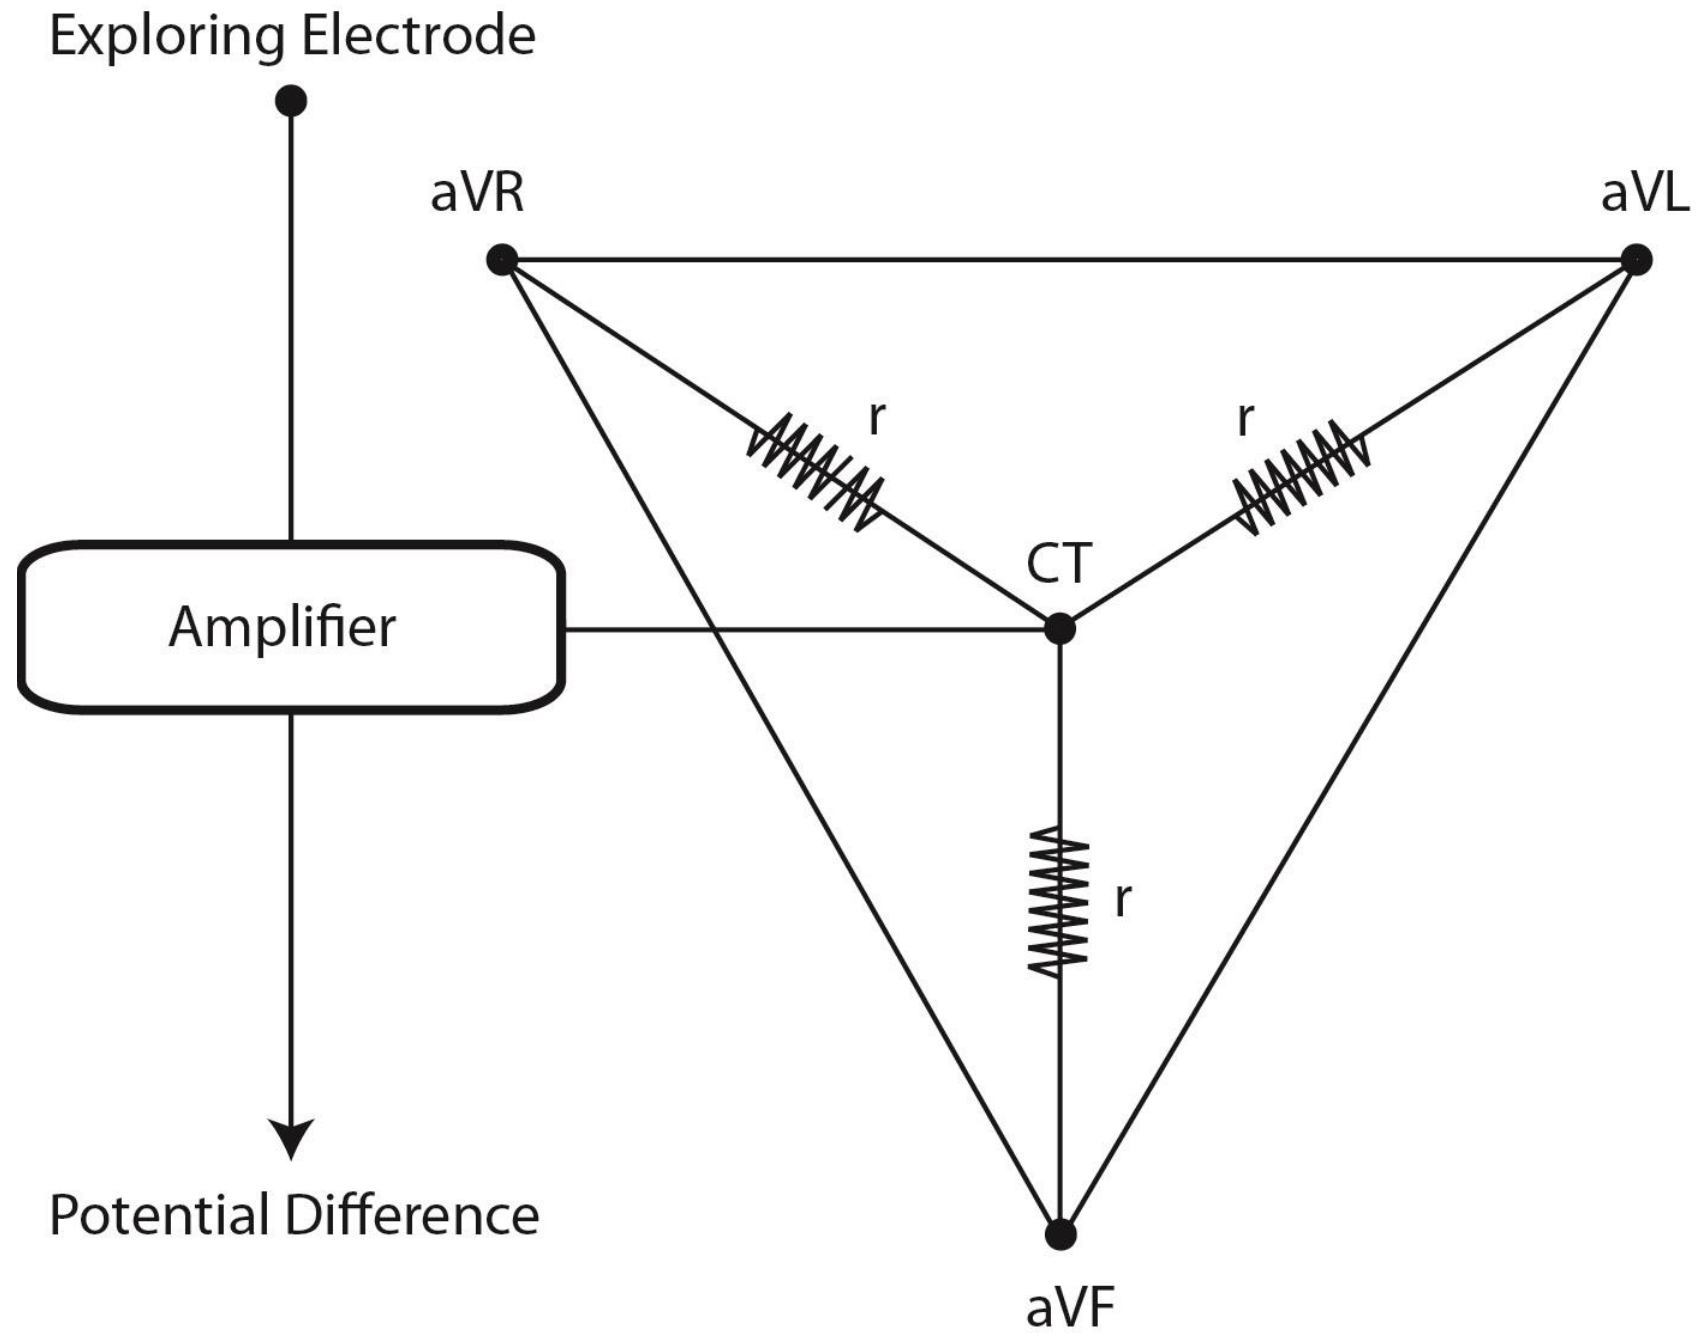 Exploring Electrode
aVR
aVL
r
r
CT
Amplifier
r
Potential Difference
aVF